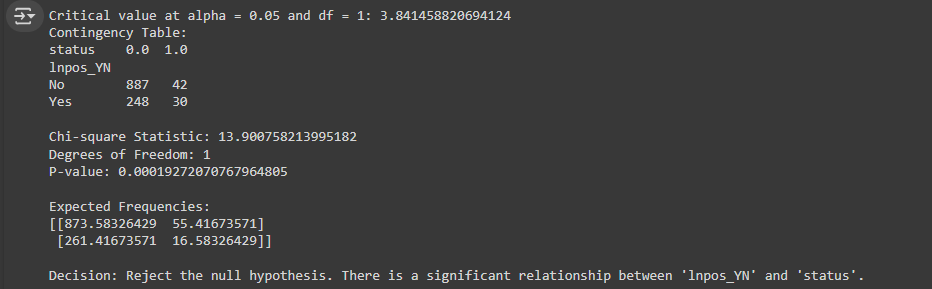 Critical value at alpha = 0.05 and df = 1: 3.841458820694124
Contingency Table:
status    0.0  1.0
lnpos_YN
No        887   42
Yes       248   30
Chi-square Statistic: 13.900758213995182
Degrees of Freedom: 1
P-value: 0.00019272070767964805
Expected Frequencies:
[[873.58326429  55.41673571]
 [261.41673571  16.58326429]]
Decision: Reject the null hypothesis. There is a significant relationship between 'lnpos_YN' and 'status'.